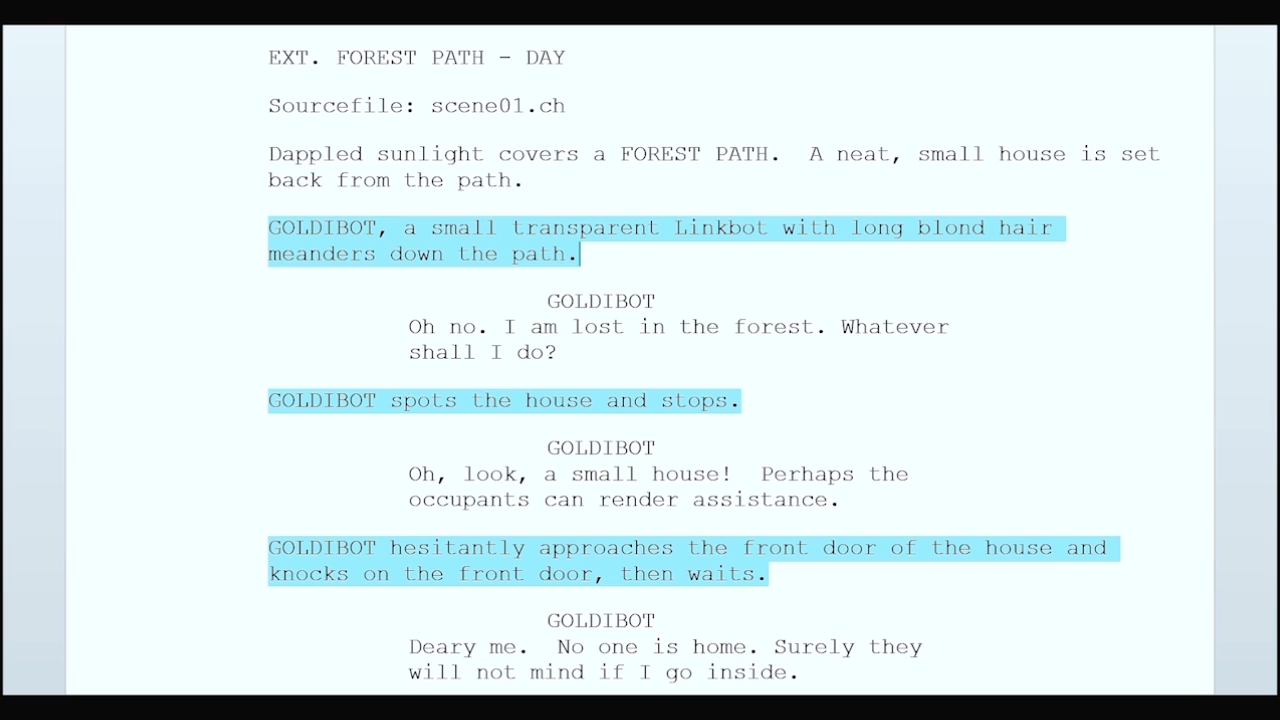 EXT. FOREST PATH - DAY
Sourcefile: scene01.ch
Dappled sunlight covers a FOREST PATH.  A neat, small house is set
back from the path.
GOLDIBOT, a small transparent Linkbot with long blond hair
meanders down the path.
GOLDIBOT
Oh no. I am lost in the forest. Whatever
shall I do?
GOLDIBOT spots the house and stops.
GOLDIBOT
Oh, look, a small house!  Perhaps the
occupants can render assistance.
GOLDIBOT hesitantly approaches the front door of the house and
knocks on the front door, then waits.
GOLDIBOT
Deary me.  No one is home. Surely they
will not mind if I go inside.